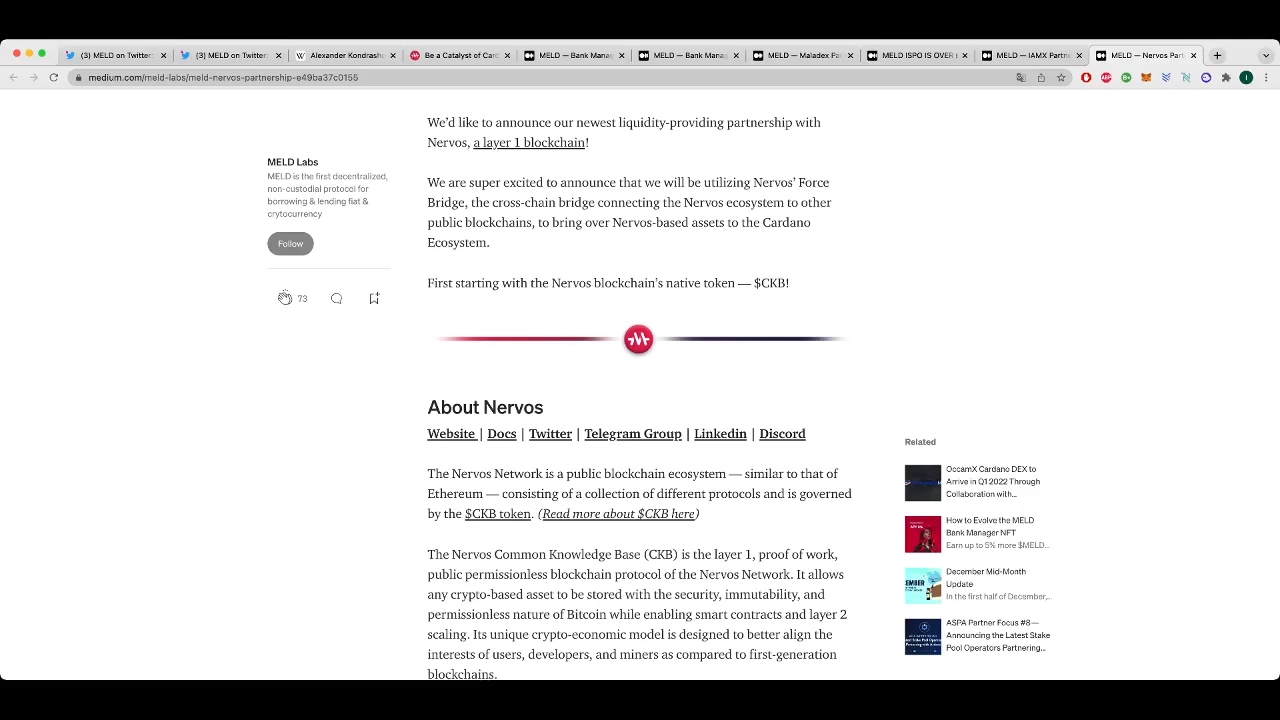 (3) MELD on Twitter:
(3) MELD on Twitter:
Alexander Kondrasho
Be a Catalyst of Card
MELD — Bank Manag
MELD — Bank Manag
MELD — Maladex Pa
MELD ISPO IS OVER
MELD — IAMX Partn
MELD — Nervos Part
medium.com/meld-labs/meld-nervos-partnership-e49ba37c0155
MELD Labs
MELD is the first decentralized,
non-custodial protocol for
borrowing & lending fiat &
crytocurrency
Follow
73
We'd like to announce our newest liquidity-providing partnership with
Nervos, a layer 1 blockchain!
We are super excited to announce that we will be utilizing Nervos' Force
Bridge, the cross-chain bridge connecting the Nervos ecosystem to other
public blockchains, to bring over Nervos-based assets to the Cardano
Ecosystem.
First starting with the Nervos blockchain's native token — $CKB!
About Nervos
Website | Docs | Twitter | Telegram Group | Linkedin | Discord
The Nervos Network is a public blockchain ecosystem — similar to that of
Ethereum — consisting of a collection of different protocols and is governed
by the $CKB token. (Read more about $CKB here)
The Nervos Common Knowledge Base (CKB) is the layer 1, proof of work,
public permissionless blockchain protocol of the Nervos Network. It allows
any crypto-based asset to be stored with the security, immutability, and
permissionless nature of Bitcoin while enabling smart contracts and layer 2
scaling. Its unique crypto-economic model is designed to better align the
interests of users, developers, and miners as compared to first-generation
blockchains.
Related
OccamX Cardano DEX to
Arrive in Q1 2022 Through
Collaboration with...
How to Evolve the MELD
Bank Manager NFT
Earn up to 5% more $MELD...
December Mid-Month
Update
In the first half of December,...
ASPA Partner Focus #8—
Announcing the Latest Stake
Pool Operators Partnering...